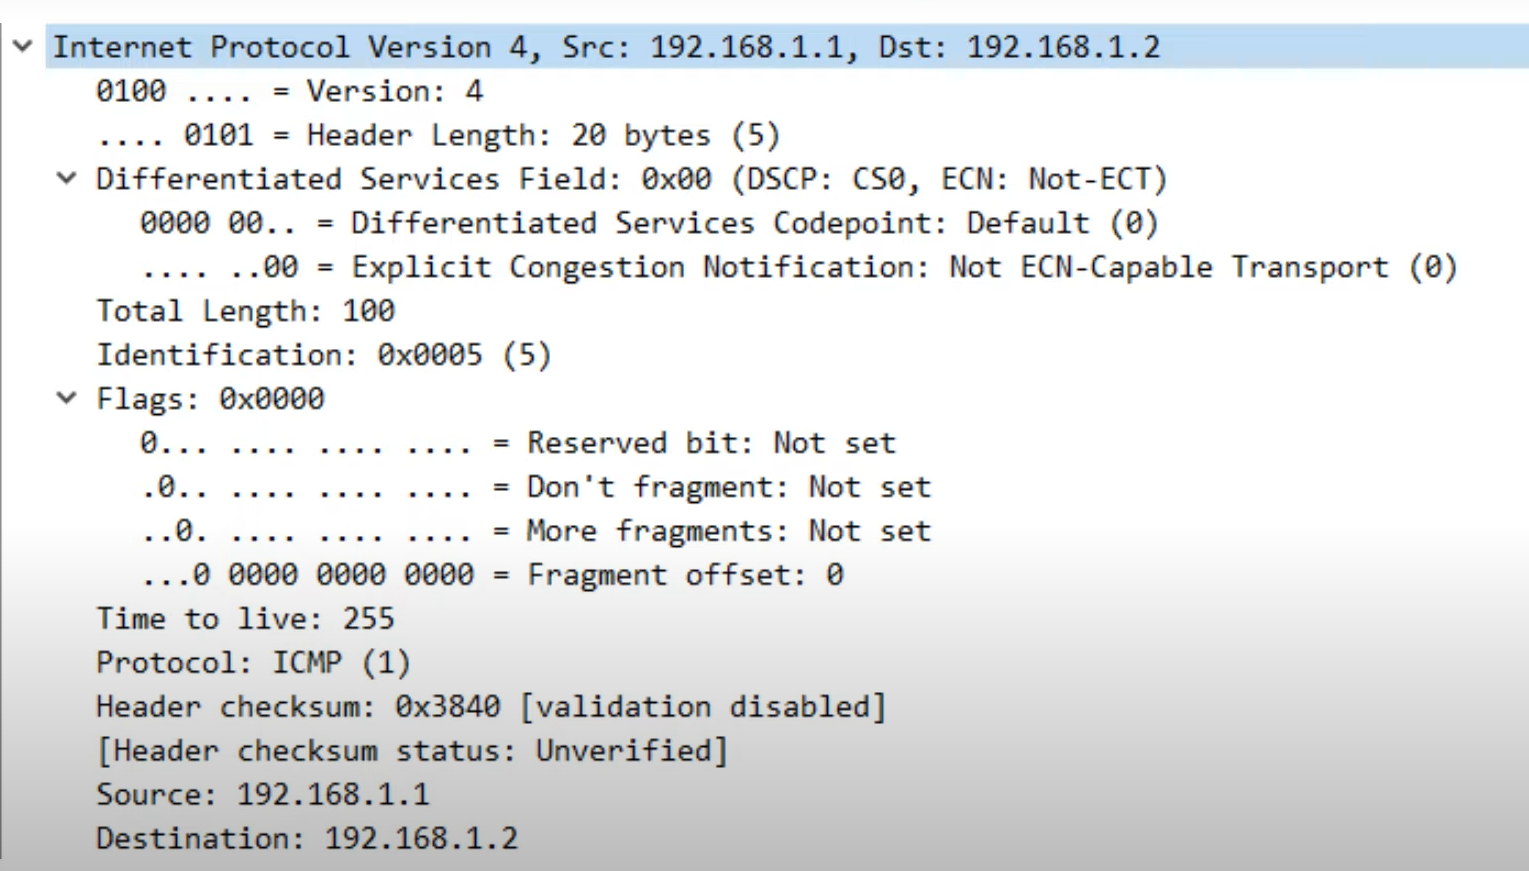 Internet Protocol Version 4, Src: 192.168.1.1, Dst: 192.168.1.2
0100 .... = Version: 4
.... 0101 = Header Length: 20 bytes (5)
Differentiated Services Field: 0x00 (DSCP: CS0, ECN: Not-ECT)
0000 00.. = Differentiated Services Codepoint: Default (0)
.... ..00 = Explicit Congestion Notification: Not ECN-Capable Transport (0)
Total Length: 100
Identification: 0x0005 (5)
Flags: 0x0000
0... .... .... .... = Reserved bit: Not set
.0.. .... .... .... = Don't fragment: Not set
..0. .... .... .... = More fragments: Not set
...0 0000 0000 0000 = Fragment offset: 0
Time to live: 255
Protocol: ICMP (1)
Header checksum: 0x3840 [validation disabled]
[Header checksum status: Unverified]
Source: 192.168.1.1
Destination: 192.168.1.2